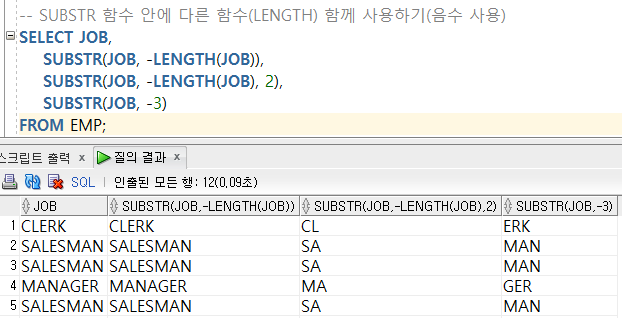 -- SUBSTR 함수 안에 다른 함수(LENGTH) 함께 사용하기(음수 사용)
SELECT JOB,
SUBSTR(JOB, -LENGTH(JOB)),
SUBSTR(JOB, -LENGTH(JOB), 2),
SUBSTR(JOB, -3)
FROM EMP;
스크립트 출력 x 질의 결과 x
SQL | 인출된 모든 행: 12(0,09초)
JOB SUBSTR(JOB,-LENGTH(JOB)) SUBSTR(JOB,-LENGTH(JOB),2) SUBSTR(JOB,-3)
1 CLERK CLERK CL ERK
2 SALESMAN SALESMAN SA MAN
3 SALESMAN SALESMAN SA MAN
4 MANAGER MANAGER MA GER
5 SALESMAN SALESMAN SA MAN